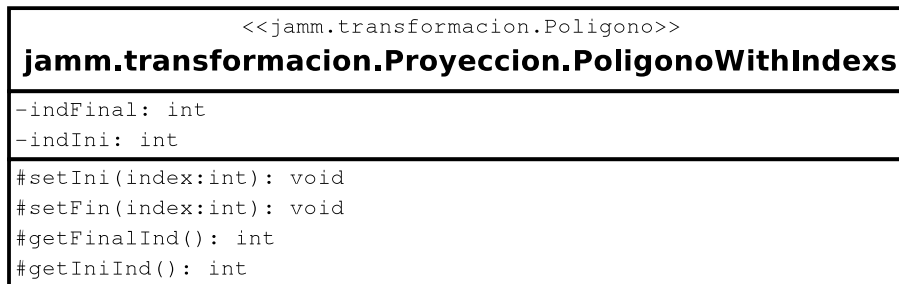 <<jamm.transformacion.Poligono>>
jamm.transformacion.Proyeccion.PoligonoWithIndexs
-indFinal: int
-indIni: int
#setIni(index:int): void
#setFin(index:int): void
#getFinalInd(): int
#getIniInd(): int